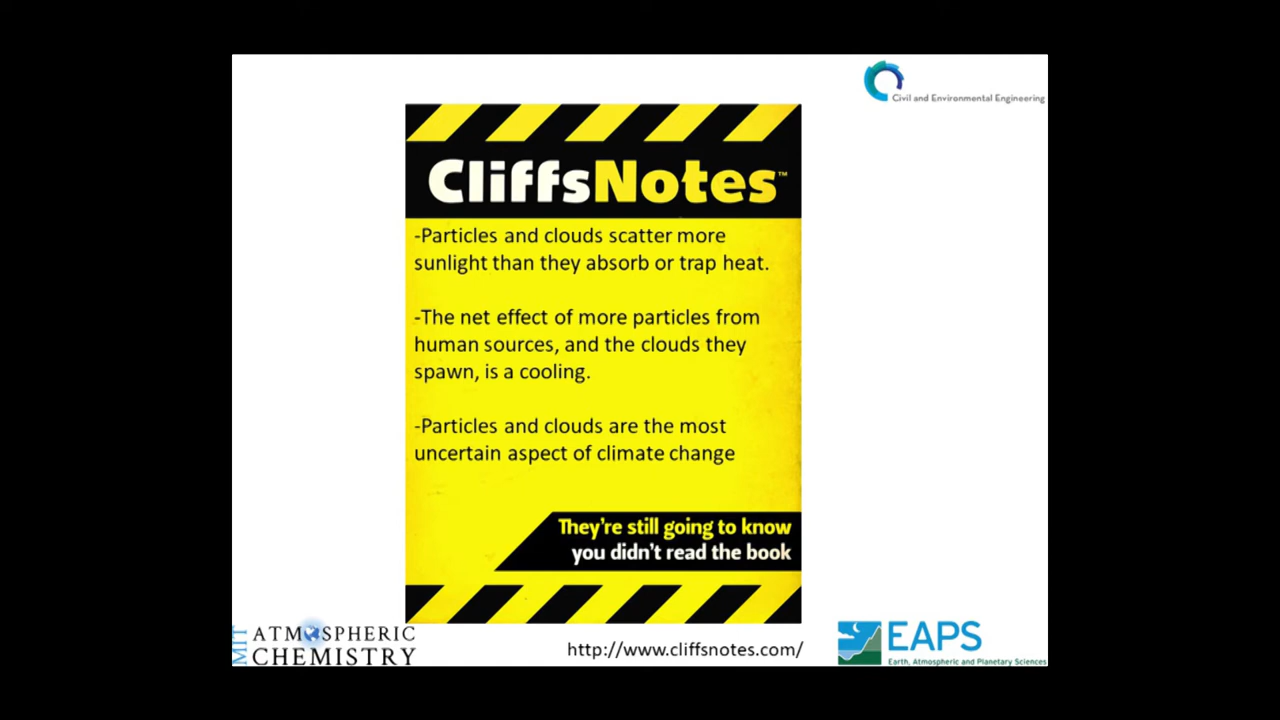 Civil and Environmental Engineering
CliffsNotes™
-Particles and clouds scatter more
sunlight than they absorb or trap heat.
-The net effect of more particles from
human sources, and the clouds they
spawn, is a cooling.
-Particles and clouds are the most
uncertain aspect of climate change
They're still going to know
you didn't read the book
MIT
ATMOSPHERIC
CHEMISTRY
http://www.cliffsnotes.com/
EAPS
Earth, Atmospheric and Planetary Sciences